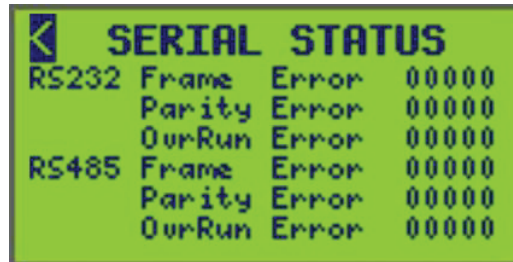 < SERIAL STATUS
RS232 Frame Error 00000
Parity Error 00000
OvrRun Error 00000
RS485 Frame Error 00000
Parity Error 00000
OvrRun Error 00000